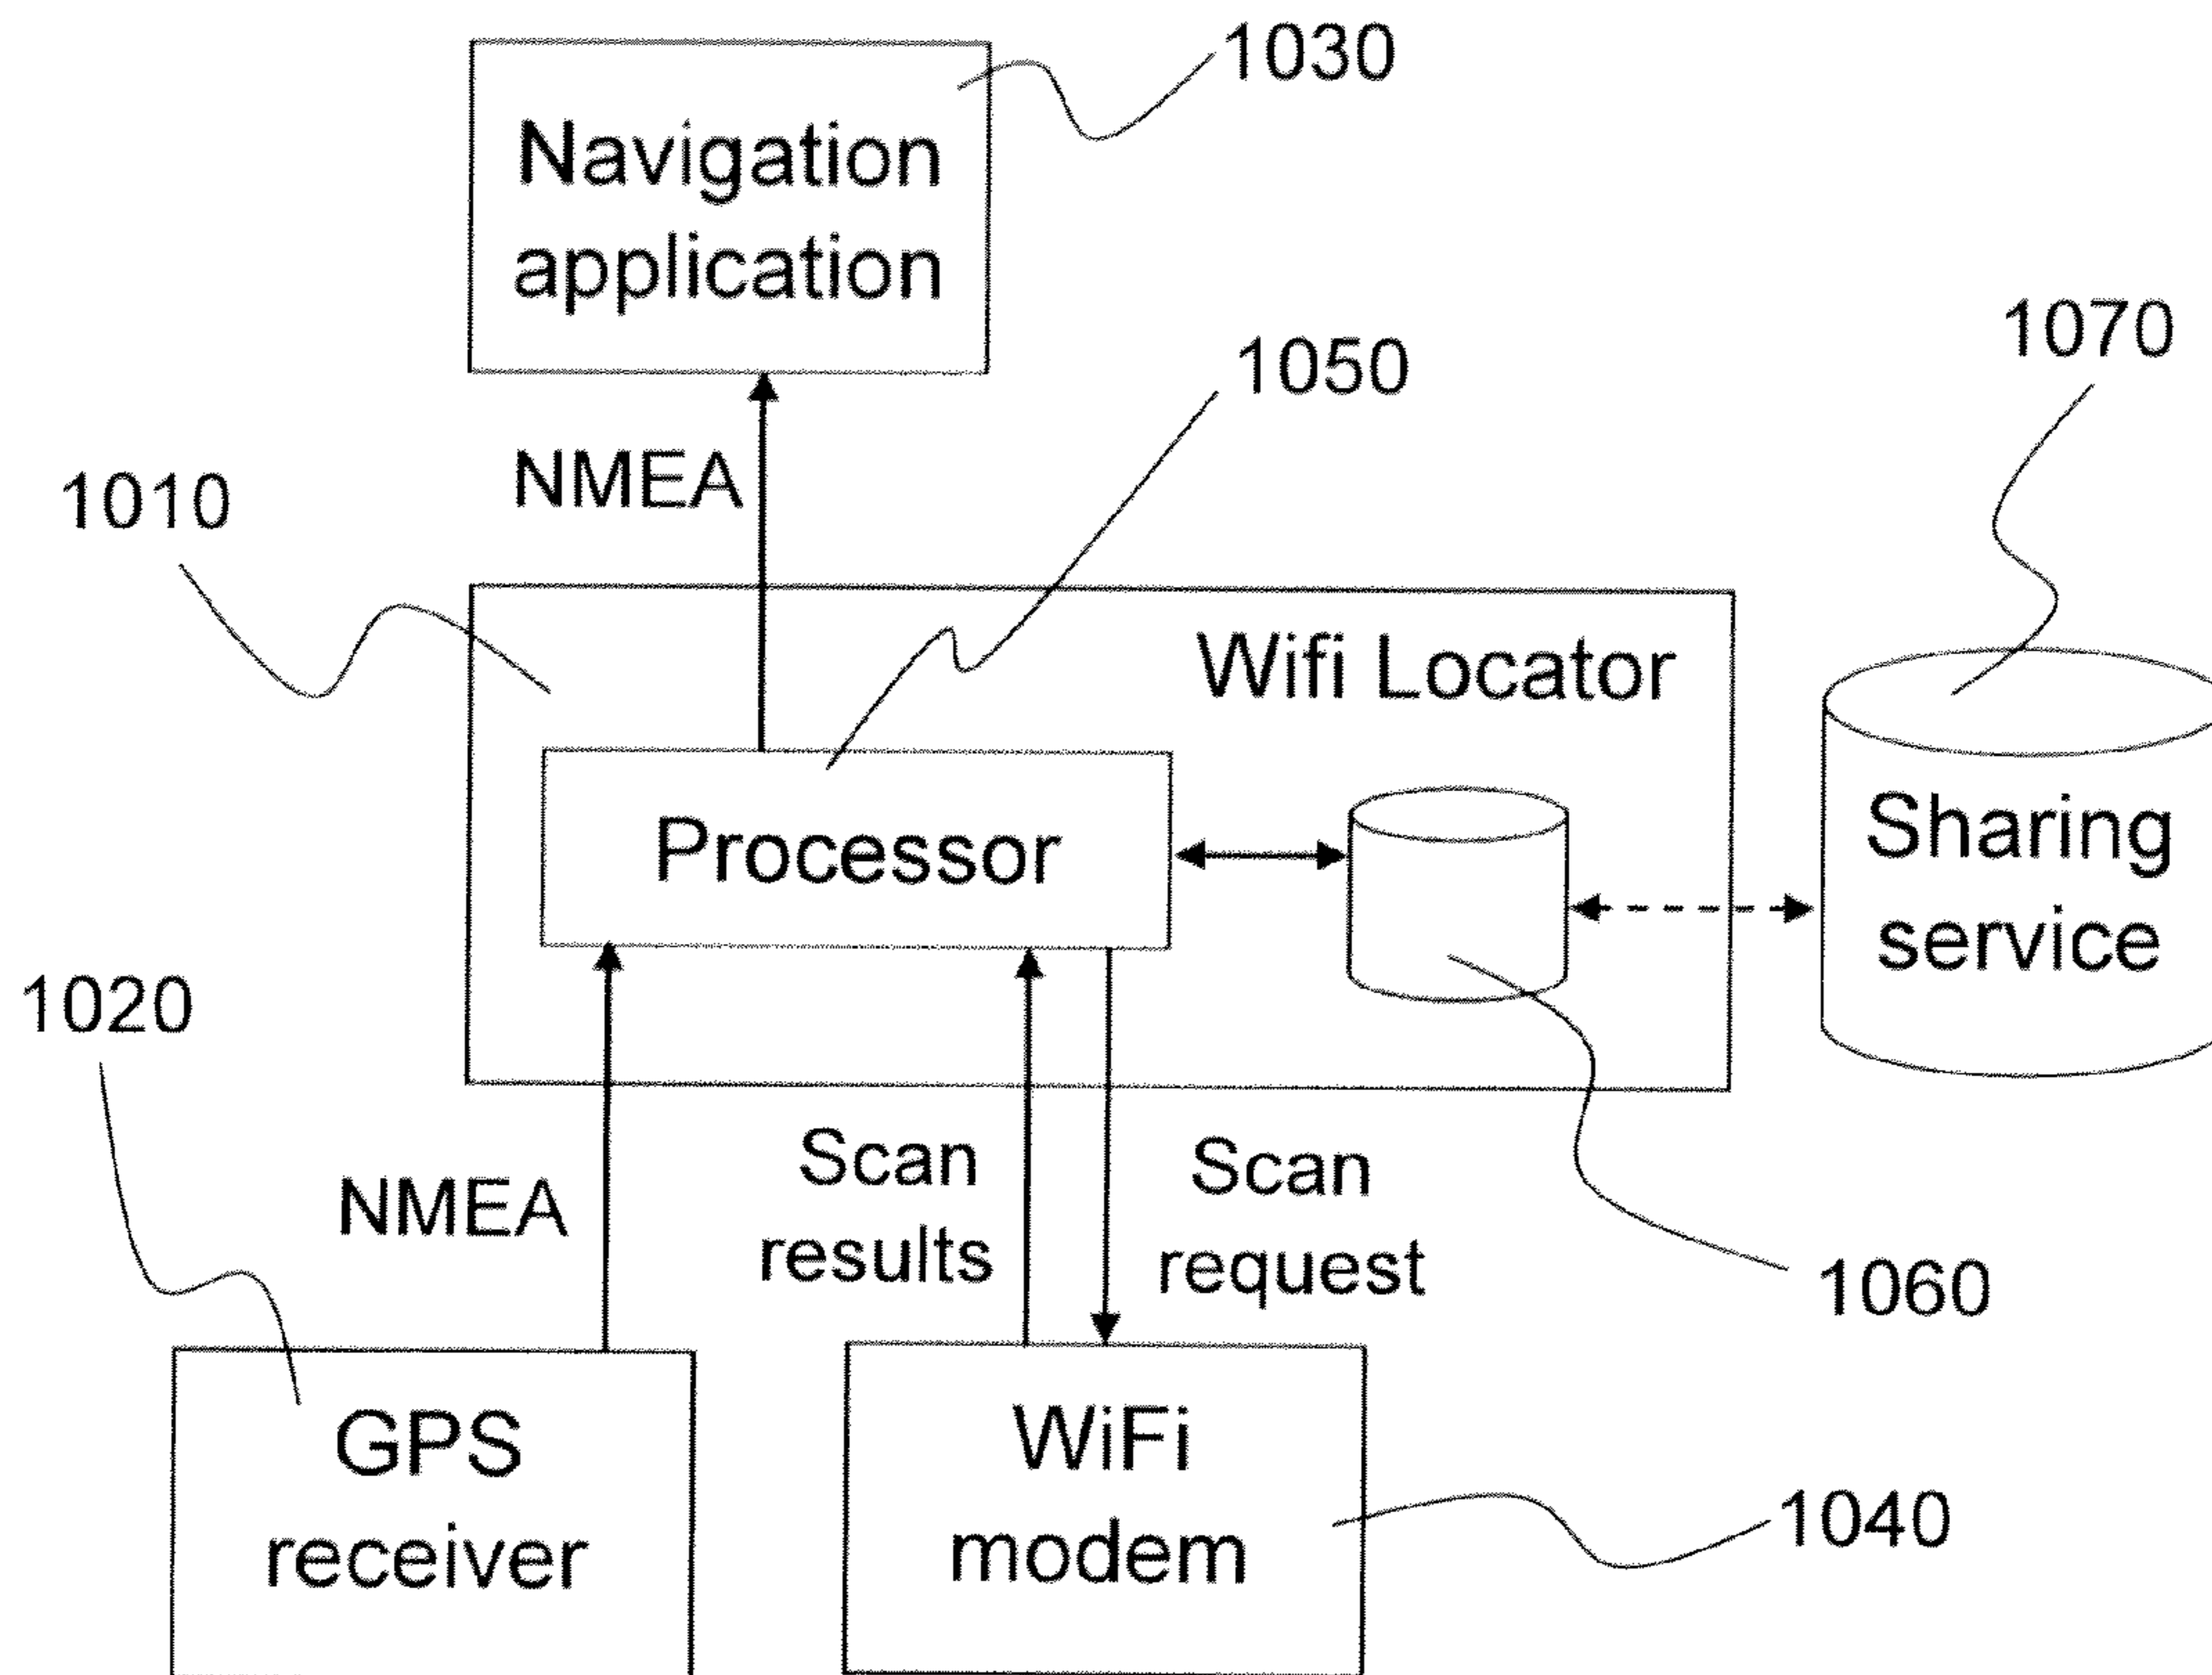 1030
Navigation
application
1070
1050
NMEA
1010
Wifi Locator
Processor
Sharing
service
1020
Scan
results
Scan
request
NMEA
1060
GPS
receiver
WiFi
modem
1040